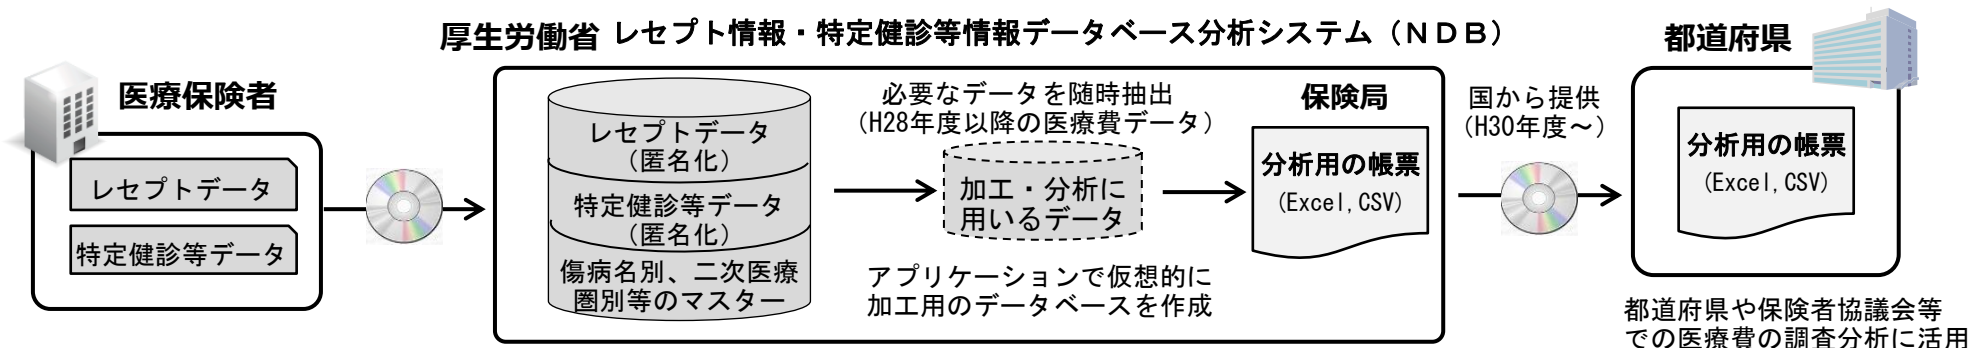 厚生労働省 レセプト情報・特定健診等情報データベース分析システム（ＮＤＢ）
医療保険者
レセプトデータ
特定健診等データ
レセプトデータ
（匿名化）
特定健診等データ
（匿名化）
傷病名別、二次医療
圏別等のマスター
必要なデータを随時抽出
（H28年度以降の医療費データ）
加工・分析に
用いるデータ
アプリケーションで仮想的に
加工用のデータベースを作成
保険局
分析用の帳票
(Excel,CSV)
国から提供
（H30年度～）
都道府県
分析用の帳票
(Excel,CSV)
都道府県や保険者協議会等
での医療費の調査分析に活用